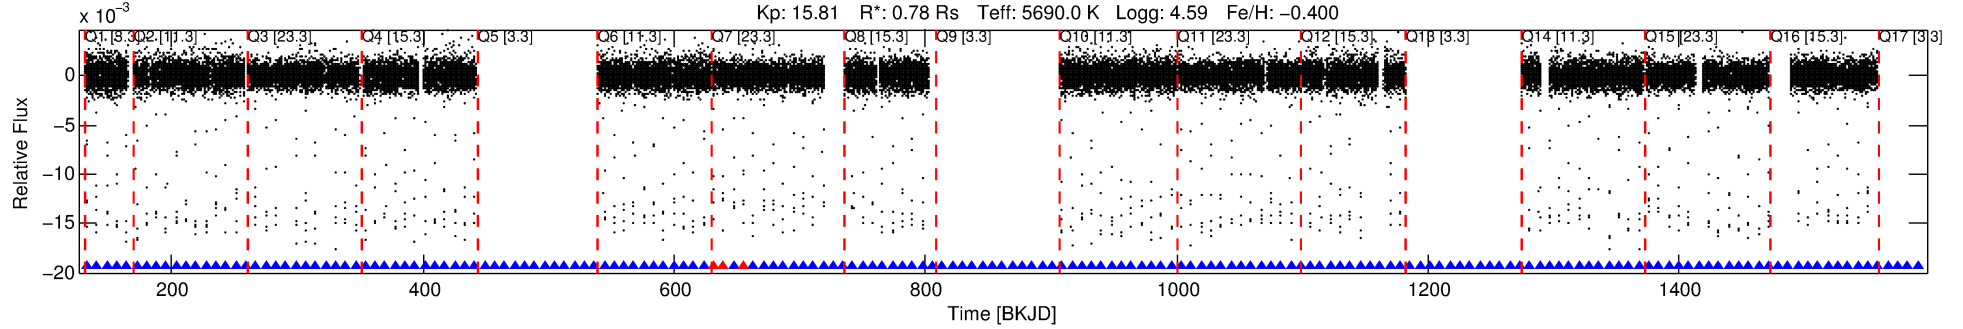 Kp: 15.81 R*: 0.78 Rs Teff: 5690.0 K Logg: 4.59 Fe/H: −0.400
x 10⁻³
Q1 [3.3] Q2 [11.3] Q3 [23.3] Q4 [15.3] Q5 [3.3] Q6 [11.3] Q7 [23.3] Q8 [15.3] Q9 [3.3] Q10 [11.3] Q11 [23.3] Q12 [15.3] Q13 [3.3] Q14 [11.3] Q15 [23.3] Q16 [15.3] Q17 [3.3]
0
−5
−10
−15
−20
Relative Flux
200 400 600 800 1000 1200 1400
Time [BKJD]